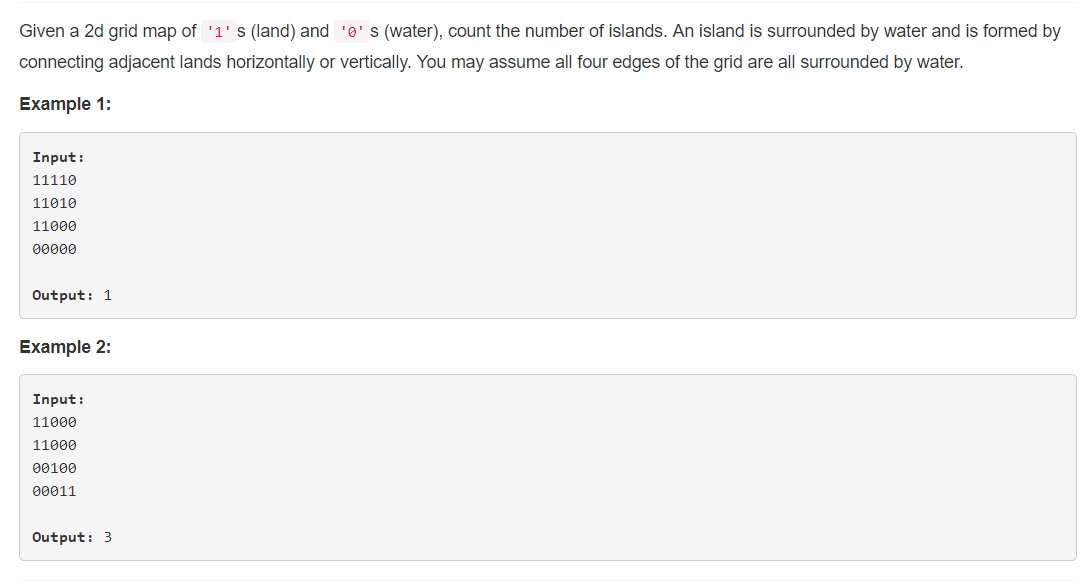 Given a 2d grid map of '1' s (land) and '0' s (water), count the number of islands. An island is surrounded by water and is formed by
connecting adjacent lands horizontally or vertically. You may assume all four edges of the grid are all surrounded by water.
Example 1:
Input:
11110
11010
11000
00000
Output: 1
Example 2:
Input:
11000
11000
00100
00011
Output: 3